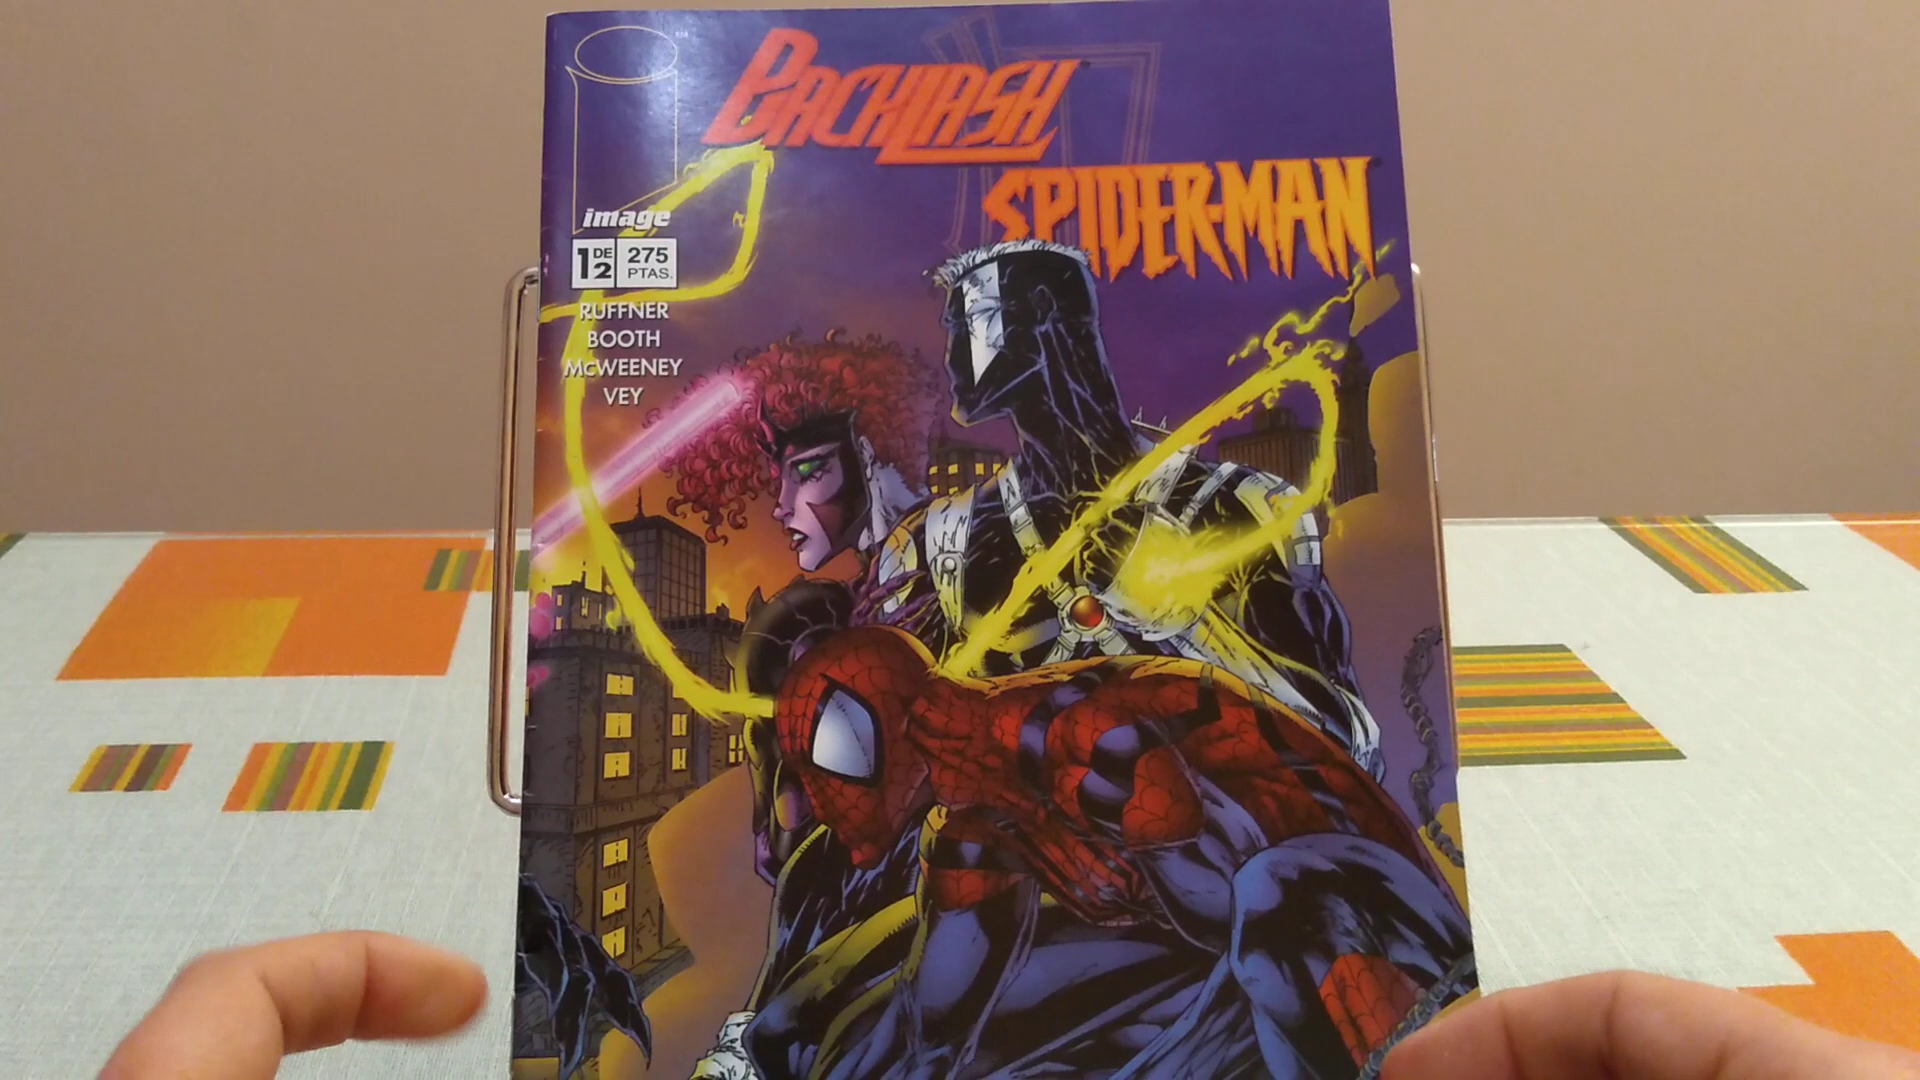 BACKLASH
SPIDER-MAN
image
1 DE 2 275 PTAS.
RUFFNER
BOOTH
McWEENEY
VEY